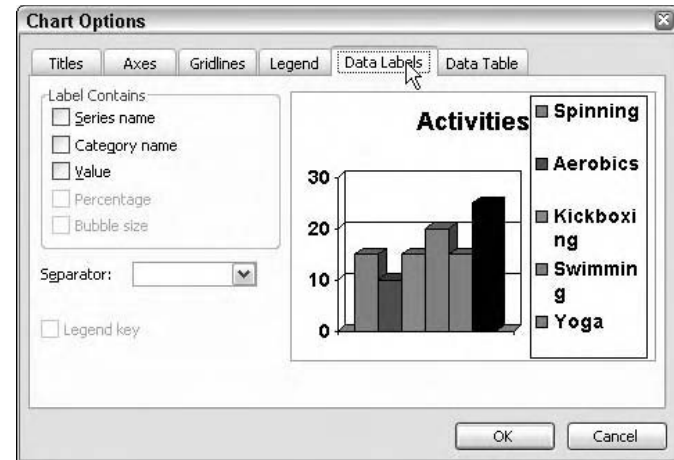 Chart Options
Titles Axes Gridlines Legend Data Labels Data Table
Label Contains
Series name
Category name
Value
Percentage
Bubble size
Separator:
Legend key
Activities
30
20
10
0
Spinning
Aerobics
Kickboxi
ng
Swimmin
g
Yoga
OK Cancel